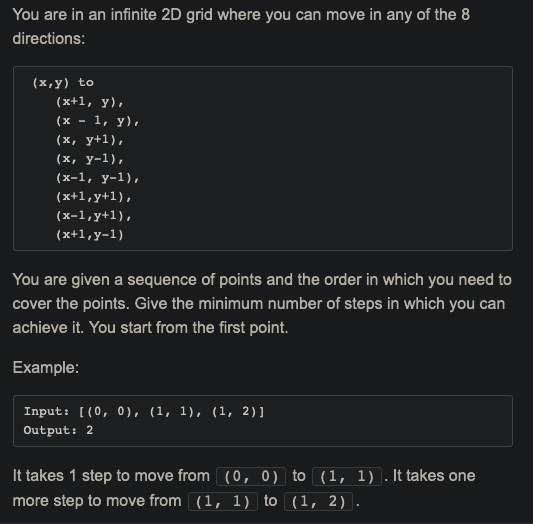 You are in an infinite 2D grid where you can move in any of the 8
directions:
(x,y) to
(x+1, y),
(x - 1, y),
(x, y+1),
(x, y-1),
(x-1, y-1),
(x+1,y+1),
(x-1,y+1),
(x+1,y-1)
You are given a sequence of points and the order in which you need to
cover the points. Give the minimum number of steps in which you can
achieve it. You start from the first point.
Example:
Input: [(0, 0), (1, 1), (1, 2)]
Output: 2
It takes 1 step to move from (0, 0) to (1, 1). It takes one
more step to move from (1, 1) to (1, 2).